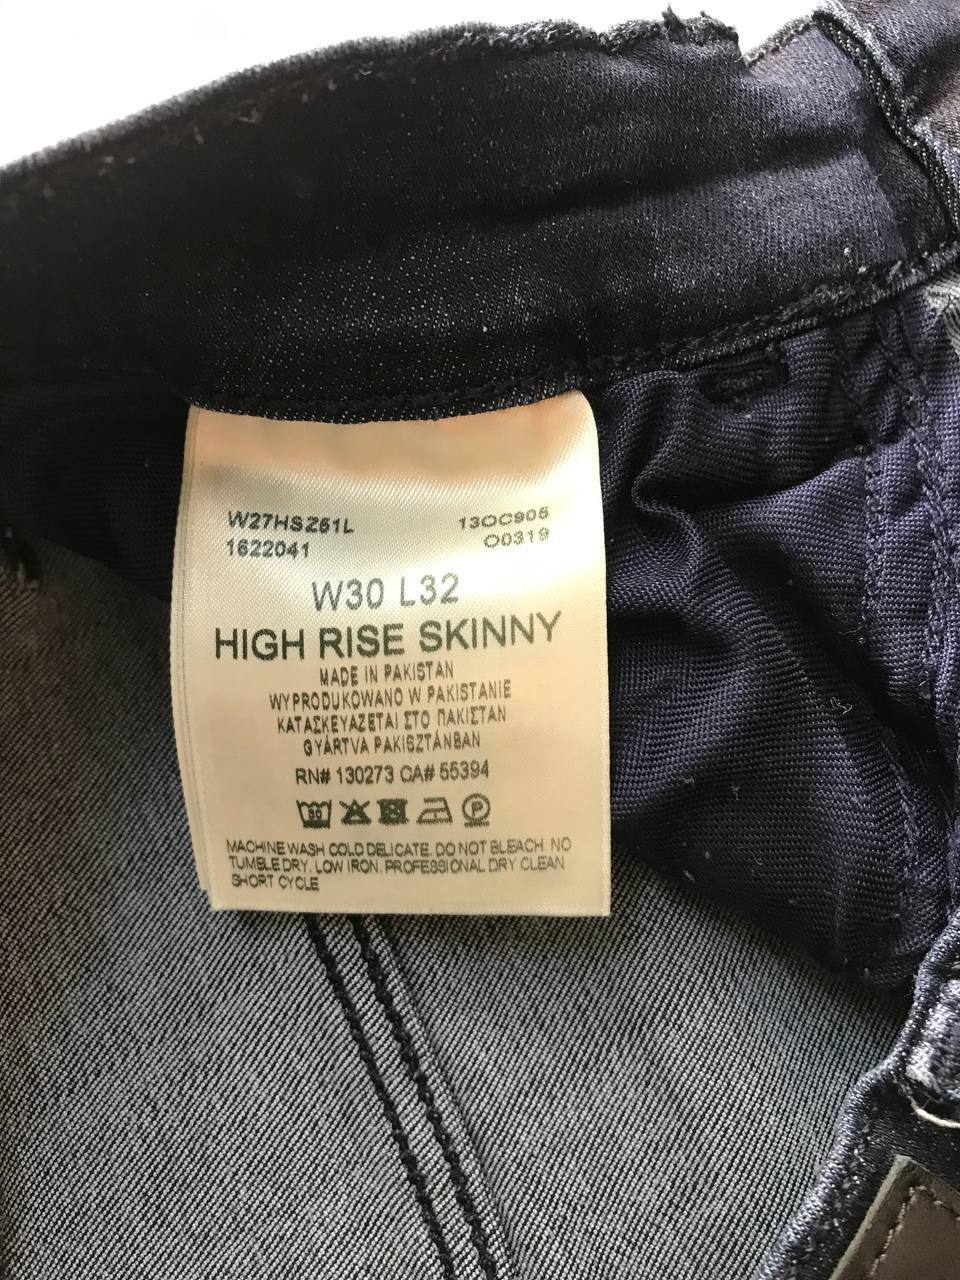 W27HSZ61L 13OC905
1622041 O0319
W30 L32
HIGH RISE SKINNY
MADE IN PAKISTAN
WYPRODUKOWANO W PAKISTANIE
ΚΑΤΑΣΚΕΥΑΖΕΤΑΙ ΣΤΟ ΠΑΚΙΣΤΑΝ
GYÁRTVA PAKISZTÁNBAN
RN# 130273 CA# 55394
30 P
MACHINE WASH COLD DELICATE. DO NOT BLEACH. NO
TUMBLE DRY. LOW IRON. PROFESSIONAL DRY CLEAN
SHORT CYCLE